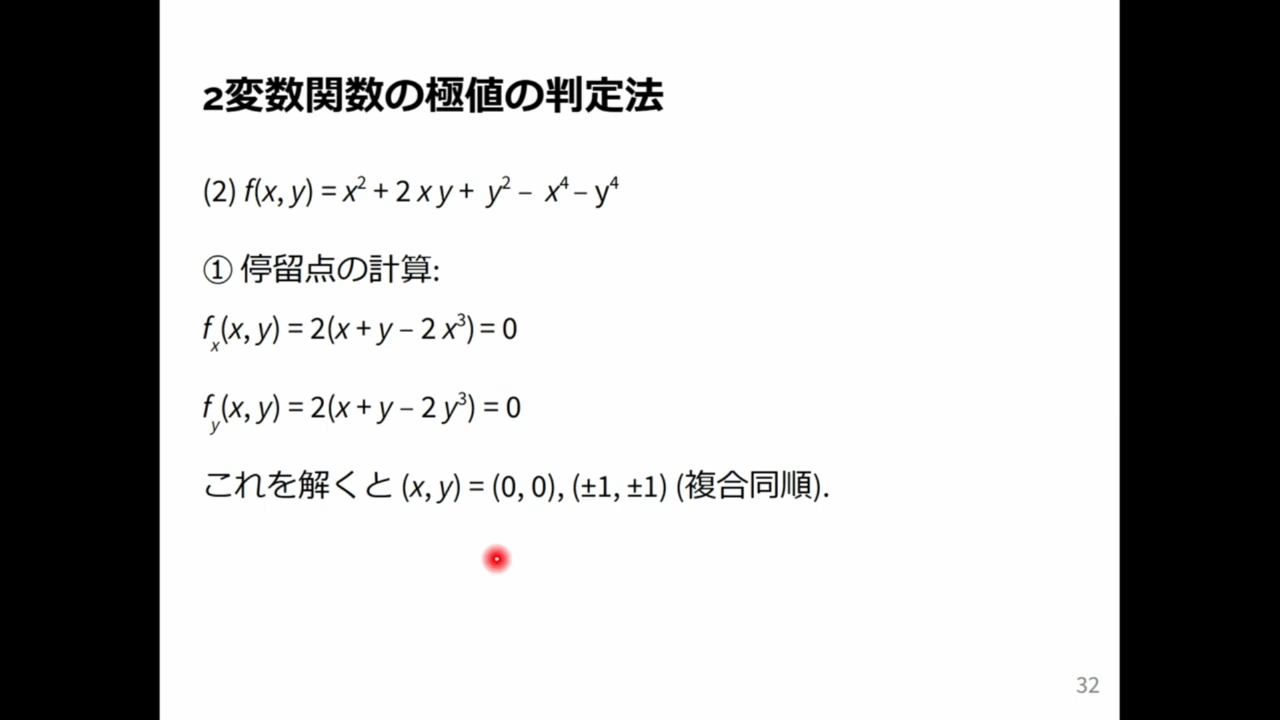 2変数関数の極値の判定法
(2) f(x, y) = x² + 2 x y + y² – x⁴ – y⁴
① 停留点の計算:
fₓ(x, y) = 2(x + y – 2 x³) = 0
f_y(x, y) = 2(x + y – 2 y³) = 0
これを解くと (x, y) = (0, 0), (±1, ±1) (複合同順).
32